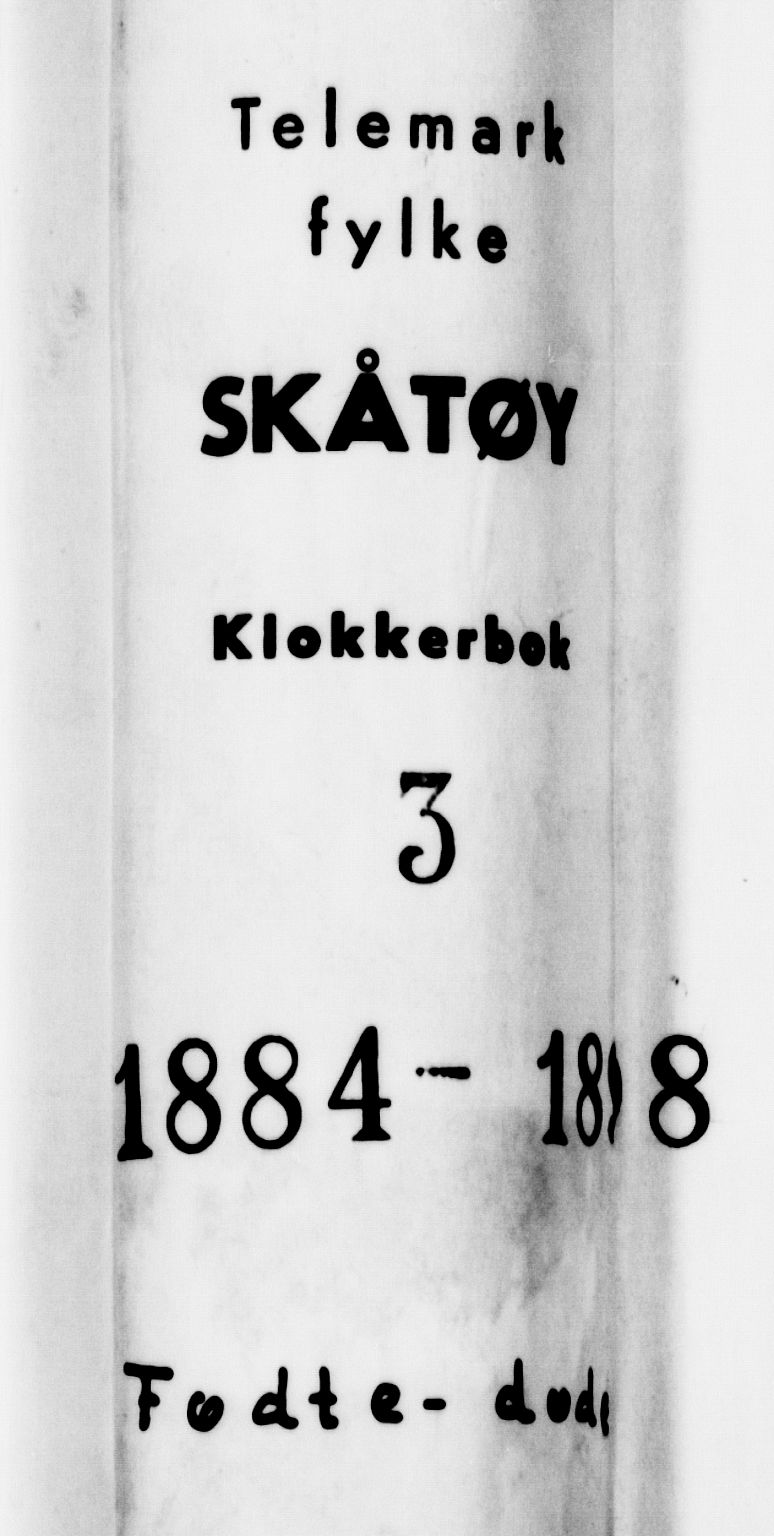 Telemark
fylke
SKÅTØY
Klokkerbok
3
1884 - 1898
Fødte - døde